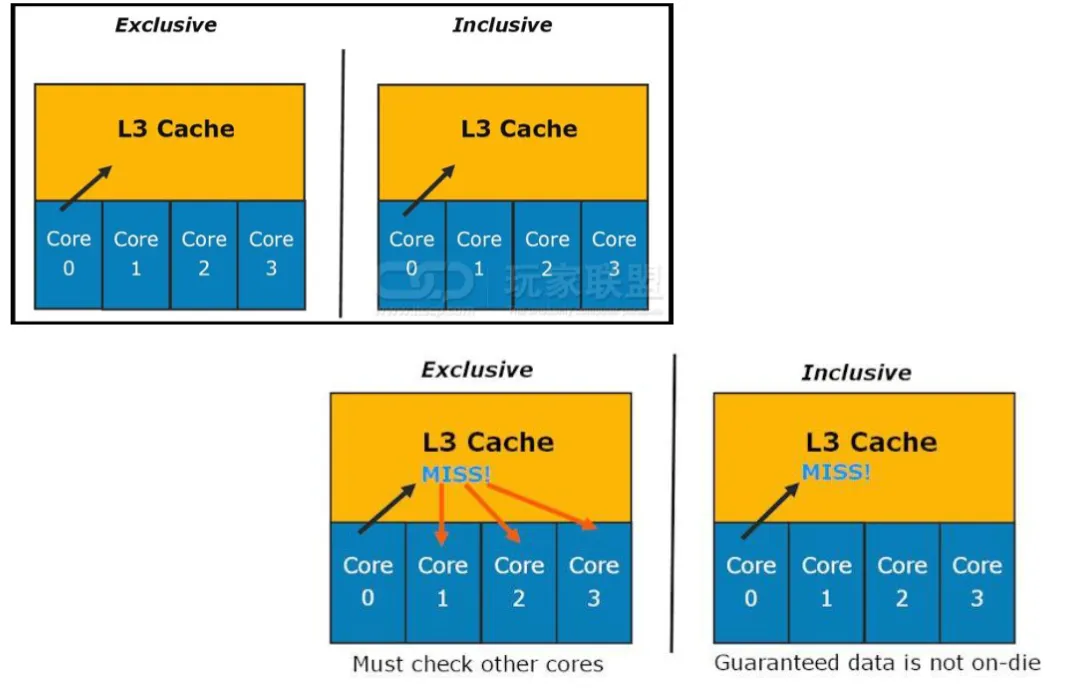 Exclusive
Inclusive
L3 Cache
L3 Cache
Core
0
Core
1
Core
2
Core
3
Core
0
Core
1
Core
2
Core
3
玩家联盟
Exclusive
Inclusive
L3 Cache
MISS!
L3 Cache
MISS!
Core
0
Core
1
Core
2
Core
3
Core
0
Core
1
Core
2
Core
3
Must check other cores
Guaranteed data is not on-die